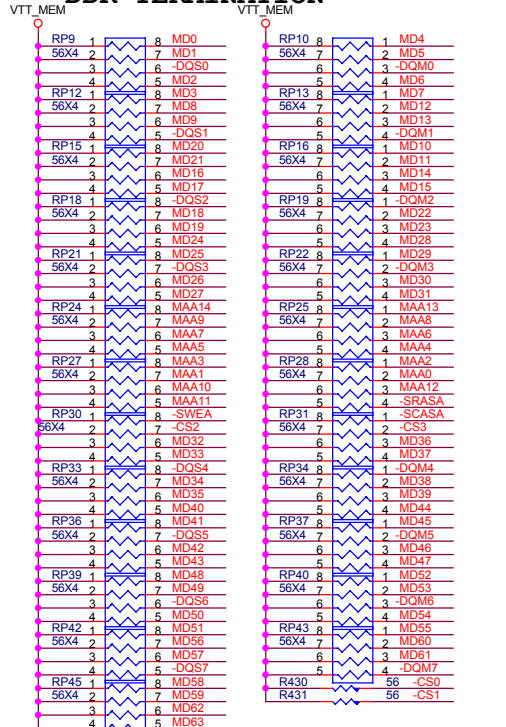 DDR TERMINATION
VTT_MEM
RP9 1 8 MD0
56X4 2 7 MD1
3 6 -DQS0
4 5 MD2
RP12 1 8 MD3
56X4 2 7 MD8
3 6 MD9
4 5 -DQS1
RP15 1 8 MD20
56X4 2 7 MD21
3 6 MD16
4 5 MD17
RP18 1 8 -DQS2
56X4 2 7 MD18
3 6 MD19
4 5 MD24
RP21 1 8 MD25
56X4 2 7 -DQS3
3 6 MD26
4 5 MD27
RP24 1 8 MAA14
56X4 2 7 MAA9
3 6 MAA7
4 5 MAA5
RP27 1 8 MAA3
56X4 2 7 MAA1
3 6 MAA10
4 5 MAA11
RP30 1 8 -SWEA
56X4 2 7 -CS2
3 6 MD32
4 5 MD33
RP33 1 8 -DQS4
56X4 2 7 MD34
3 6 MD35
4 5 MD40
RP36 1 8 MD41
56X4 2 7 -DQS5
3 6 MD42
4 5 MD43
RP39 1 8 MD48
56X4 2 7 MD49
3 6 -DQS6
4 5 MD50
RP42 1 8 MD51
56X4 2 7 MD56
3 6 MD57
4 5 -DQS7
RP45 1 8 MD58
56X4 2 7 MD59
3 6 MD62
4 5 MD63
VTT_MEM
RP10 8 1 MD4
56X4 7 2 MD5
6 3 -DQM0
5 4 MD6
RP13 8 1 MD7
56X4 7 2 MD12
6 3 MD13
5 4 -DQM1
RP16 8 1 MD10
56X4 7 2 MD11
6 3 MD14
5 4 MD15
RP19 8 1 -DQM2
56X4 7 2 MD22
6 3 MD23
5 4 MD28
RP22 8 1 MD29
56X4 7 2 -DQM3
6 3 MD30
5 4 MD31
RP25 8 1 MAA13
56X4 7 2 MAA8
6 3 MAA6
5 4 MAA4
RP28 8 1 MAA2
56X4 7 2 MAA0
6 3 MAA12
5 4 -SRASA
RP31 8 1 -SCASA
56X4 7 2 -CS3
6 3 MD36
5 4 MD37
RP34 8 1 -DQM4
56X4 7 2 MD38
6 3 MD39
5 4 MD44
RP37 8 1 MD45
56X4 7 2 -DQM5
6 3 MD46
5 4 MD47
RP40 8 1 MD52
56X4 7 2 MD53
6 3 -DQM6
5 4 MD54
RP43 8 1 MD55
56X4 7 2 MD60
6 3 MD61
5 4 -DQM7
R430 56 -CS0
R431 56 -CS1